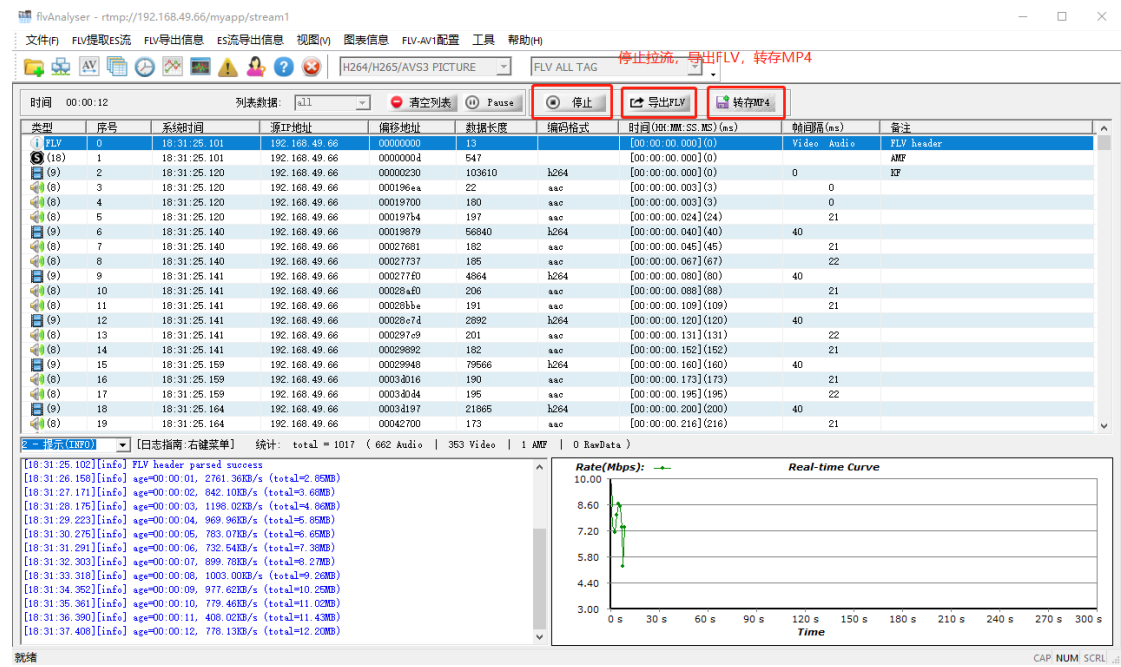 flvAnalyser - rtmp://192.168.49.66/myapp/stream1
文件(F) FLV提取ES流 FLV导出信息 ES流导出信息 视图(V) 图表信息 FLV-AV1配置 工具 帮助(H)
停止拉流，导出FLV，转存MP4
H264/H265/AVS3 PICTURE FLV ALL TAG
时间 00:00:12 列表数据: all 清空列表 Pause 停止 导出FLV 转存MP4
类型 序号 系统时间 源IP地址 偏移地址 数据长度 编码格式 时间(HH:MM:SS.MS)(ms) 帧间隔(ms) 备注
FLV 0 18:31:25.101 192.168.49.66 00000000 13 [00:00:00.000](0) Video Audio FLV header
(18) 1 18:31:25.101 192.168.49.66 0000000d 547 [00:00:00.000](0) AMF
(9) 2 18:31:25.120 192.168.49.66 00000230 103610 h264 [00:00:00.000](0) 0 KF
(8) 3 18:31:25.120 192.168.49.66 000196ea 22 aac [00:00:00.003](3) 0
(8) 4 18:31:25.120 192.168.49.66 00019700 180 aac [00:00:00.003](3) 0
(8) 5 18:31:25.120 192.168.49.66 000197b4 197 aac [00:00:00.024](24) 21
(9) 6 18:31:25.140 192.168.49.66 00019879 56840 h264 [00:00:00.040](40) 40
(8) 7 18:31:25.140 192.168.49.66 00027681 182 aac [00:00:00.045](45) 21
(8) 8 18:31:25.140 192.168.49.66 00027737 185 aac [00:00:00.067](67) 22
(9) 9 18:31:25.141 192.168.49.66 000277f0 4864 h264 [00:00:00.080](80) 40
(8) 10 18:31:25.141 192.168.49.66 00028af0 206 aac [00:00:00.088](88) 21
(8) 11 18:31:25.141 192.168.49.66 00028bbe 191 aac [00:00:00.109](109) 21
(9) 12 18:31:25.141 192.168.49.66 00028c7d 2892 h264 [00:00:00.120](120) 40
(8) 13 18:31:25.141 192.168.49.66 000297c9 201 aac [00:00:00.131](131) 22
(8) 14 18:31:25.141 192.168.49.66 00029892 182 aac [00:00:00.152](152) 21
(9) 15 18:31:25.159 192.168.49.66 00029948 79566 h264 [00:00:00.160](160) 40
(8) 16 18:31:25.159 192.168.49.66 0003d016 190 aac [00:00:00.173](173) 21
(8) 17 18:31:25.159 192.168.49.66 0003d0d4 195 aac [00:00:00.195](195) 22
(9) 18 18:31:25.164 192.168.49.66 0003d197 21865 h264 [00:00:00.200](200) 40
(8) 19 18:31:25.164 192.168.49.66 00042700 173 aac [00:00:00.216](216) 21
2 - 提示(INFO) [日志指南:右键菜单] 统计: total = 1017 ( 662 Audio | 353 Video | 1 AMF | 0 RawData )
[18:31:25.102][info] FLV header parsed success
[18:31:26.158][info] age=00:00:01, 2761.36KB/s (total=2.85MB)
[18:31:27.171][info] age=00:00:02, 842.10KB/s (total=3.68MB)
[18:31:28.175][info] age=00:00:03, 1198.02KB/s (total=4.86MB)
[18:31:29.223][info] age=00:00:04, 969.96KB/s (total=5.85MB)
[18:31:30.275][info] age=00:00:05, 783.07KB/s (total=6.65MB)
[18:31:31.291][info] age=00:00:06, 732.54KB/s (total=7.38MB)
[18:31:32.303][info] age=00:00:07, 899.78KB/s (total=8.27MB)
[18:31:33.318][info] age=00:00:08, 1003.00KB/s (total=9.26MB)
[18:31:34.352][info] age=00:00:09, 977.62KB/s (total=10.25MB)
[18:31:35.361][info] age=00:00:10, 779.46KB/s (total=11.02MB)
[18:31:36.390][info] age=00:00:11, 408.02KB/s (total=11.43MB)
[18:31:37.408][info] age=00:00:12, 778.13KB/s (total=12.20MB)
Rate(Mbps): Real-time Curve
10.00
8.60
7.20
5.80
4.40
3.00
0 s 30 s 60 s 90 s 120 s 150 s 180 s 210 s 240 s 270 s 300 s
Time
就绪 CAP NUM SCRL